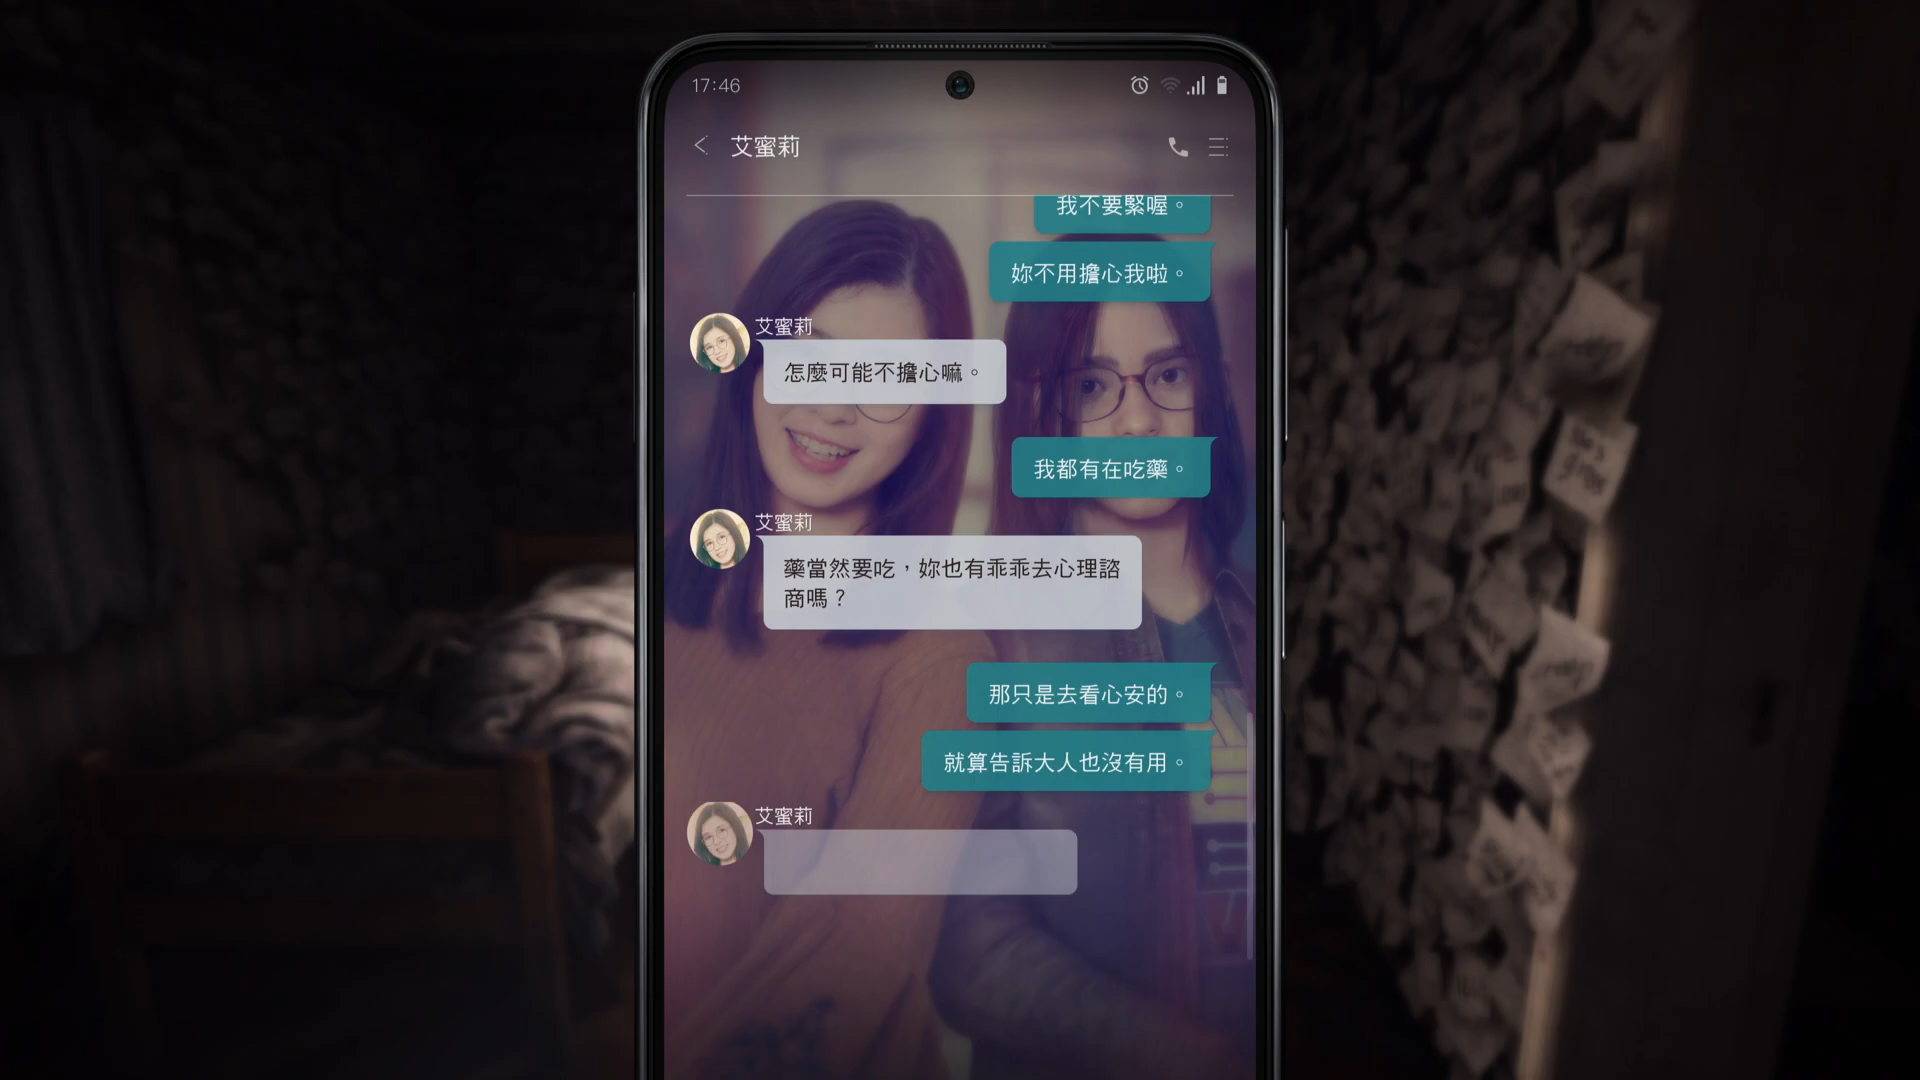 17:46
艾蜜莉
我不要緊喔。
妳不用擔心我啦。
艾蜜莉
怎麼可能不擔心嘛。
我都有在吃藥。
艾蜜莉
藥當然要吃，妳也有乖乖去心理諮
商嗎？
那只是去看心安的。
就算告訴大人也沒有用。
艾蜜莉